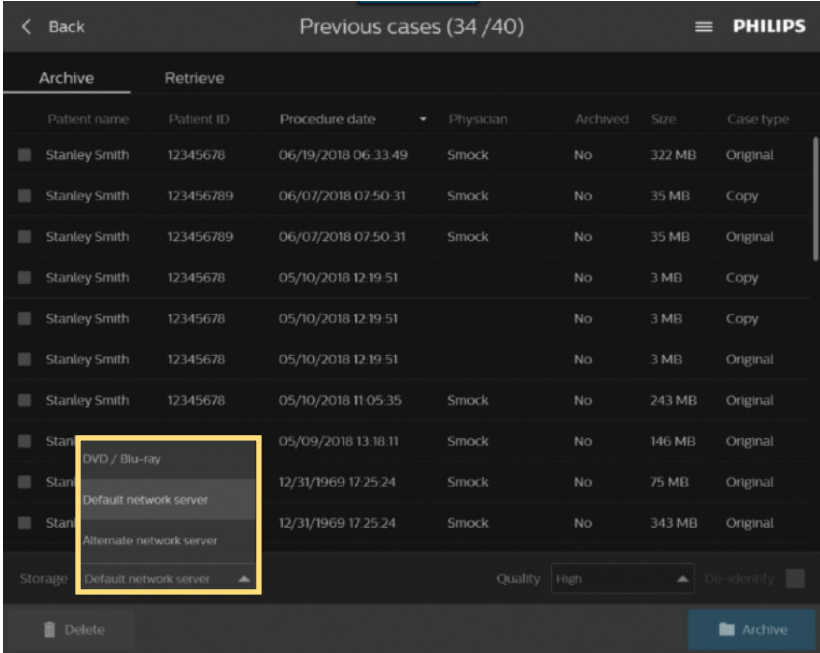 Back Previous cases (34 /40) PHILIPS
Archive Retrieve
Patient name Patient ID Procedure date Physician Archived Size Case type
Stanley Smith 12345678 06/19/2018 06:33:49 Smock No 322 MB Original
Stanley Smith 123456789 06/07/2018 07:50:31 Smock No 35 MB Copy
Stanley Smith 123456789 06/07/2018 07:50:31 Smock No 35 MB Original
Stanley Smith 12345678 05/10/2018 12:19:51 No 3 MB Copy
Stanley Smith 12345678 05/10/2018 12:19:51 No 3 MB Copy
Stanley Smith 12345678 05/10/2018 12:19:51 No 3 MB Original
Stanley Smith 12345678 05/10/2018 11:05:35 Smock No 243 MB Original
Stan 05/09/2018 13:18:11 Smock No 146 MB Original
DVD / Blu-ray
Stan 12/31/1969 17:25:24 Smock No 75 MB Original
Default network server
Stan 12/31/1969 17:25:24 Smock No 343 MB Original
Alternate network server
Storage Default network server Quality High De-identify
Delete Archive